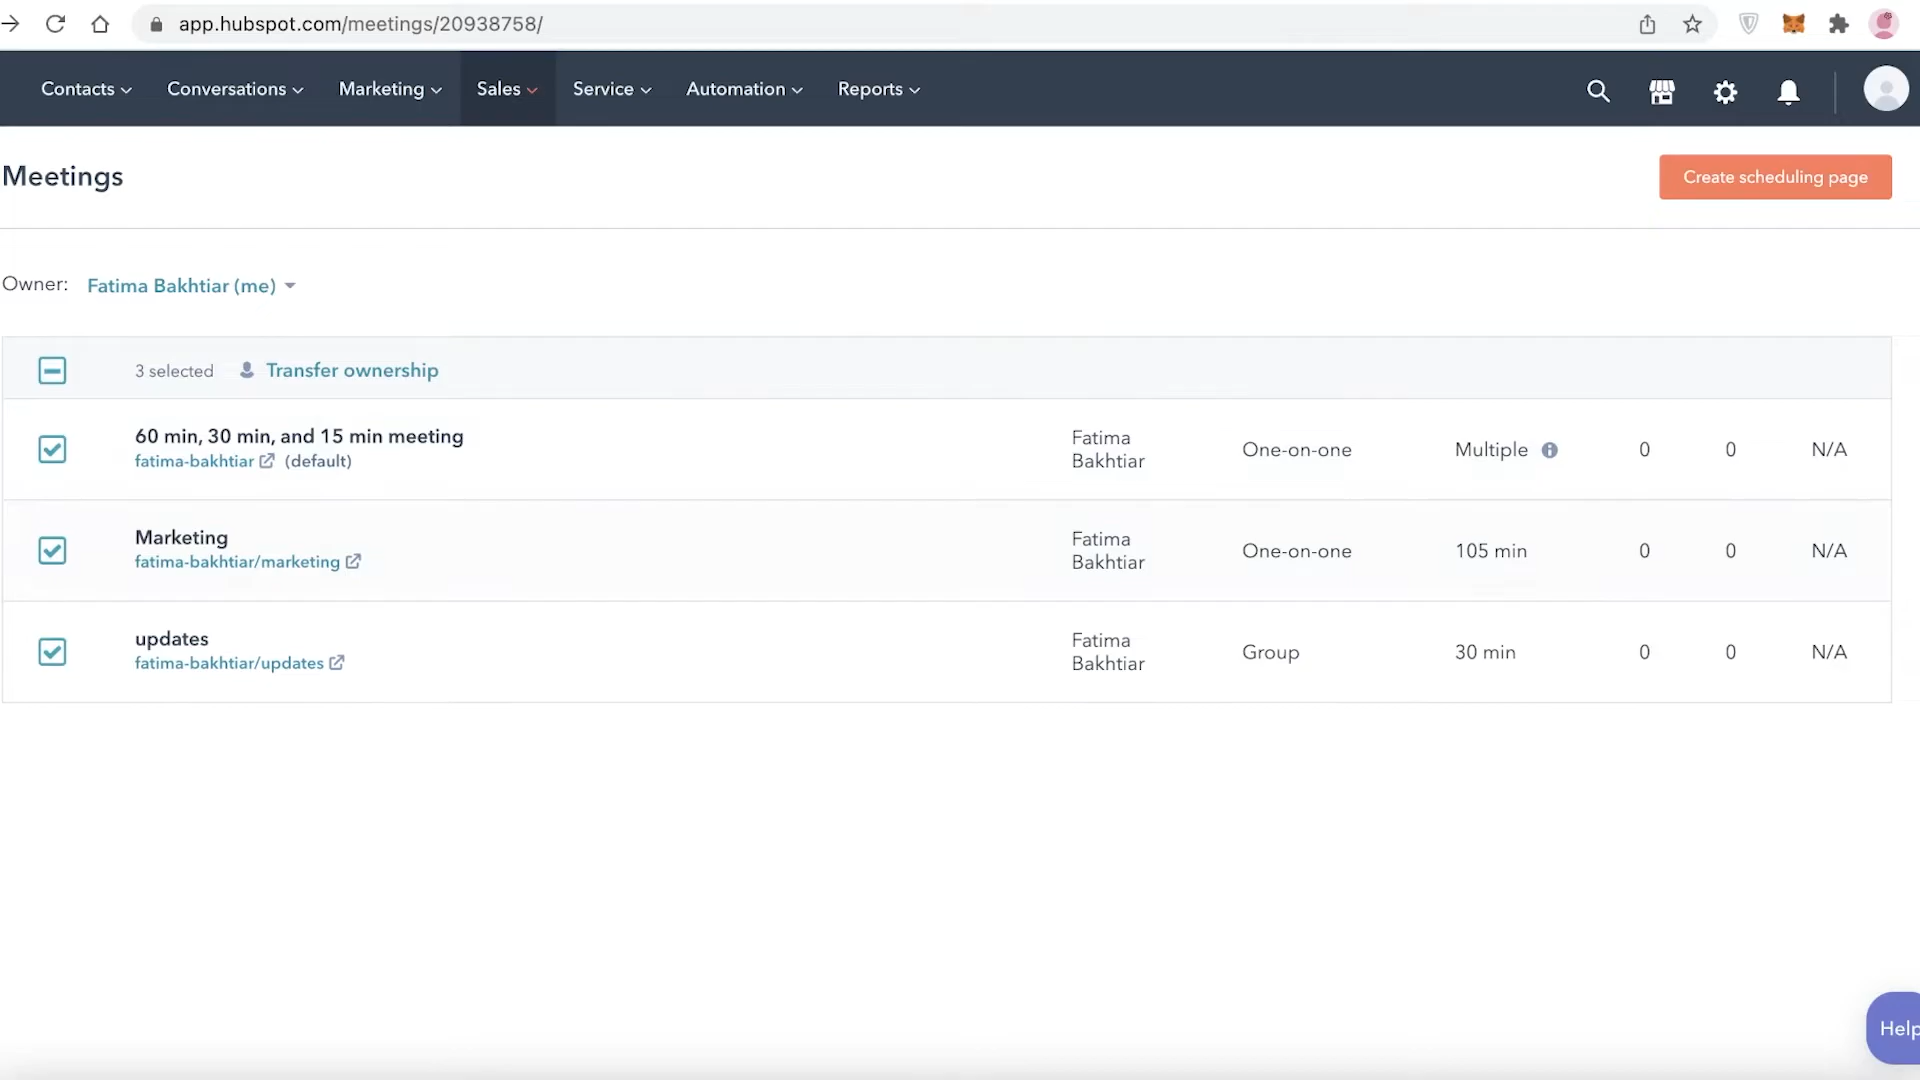 app.hubspot.com/meetings/20938758/
Contacts Conversations Marketing Sales Service Automation Reports
Meetings
Create scheduling page
Owner: Fatima Bakhtiar (me)
3 selected Transfer ownership
60 min, 30 min, and 15 min meeting
fatima-bakhtiar (default)
Fatima
Bakhtiar
One-on-one
Multiple
0
0
N/A
Marketing
fatima-bakhtiar/marketing
Fatima
Bakhtiar
One-on-one
105 min
0
0
N/A
updates
fatima-bakhtiar/updates
Fatima
Bakhtiar
Group
30 min
0
0
N/A
Help